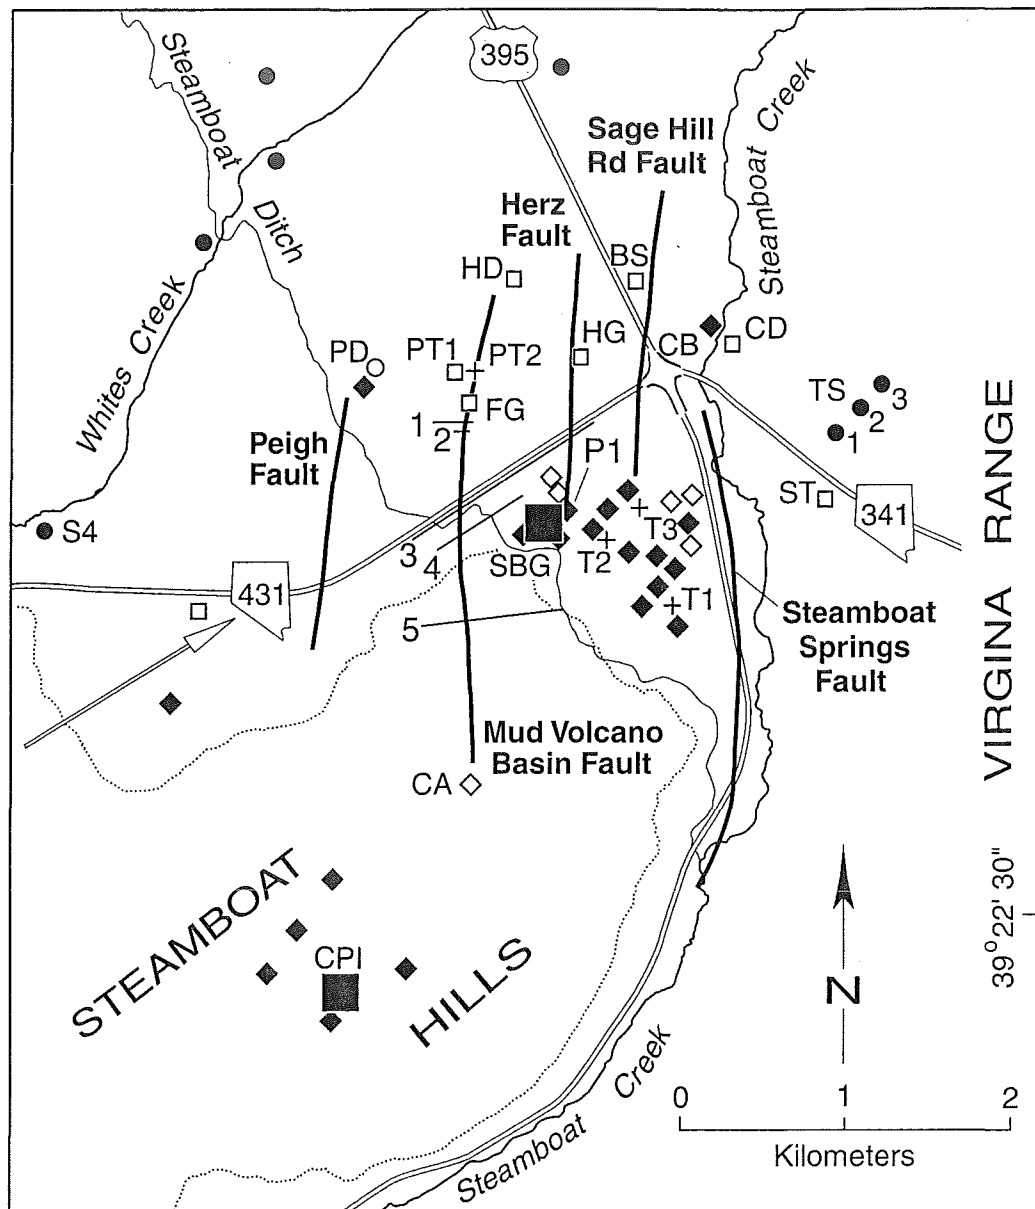 395
Steamboat
Ditch
Steamboat Creek
Sage Hill
Rd Fault
Herz
Fault
HD
BS
Whites Creek
PD
PT1
PT2
HG
CB
CD
TS
3
2
1
FG
1
2
Peigh
Fault
P1
ST
341
S4
3
4
SBG
T2
T3
T1
431
5
Steamboat
Springs
Fault
Mud Volcano
Basin Fault
CA
VIRGINA RANGE
STEAMBOAT
HILLS
CPI
N
39°22' 30"
Steamboat Creek
0 1 2
Kilometers